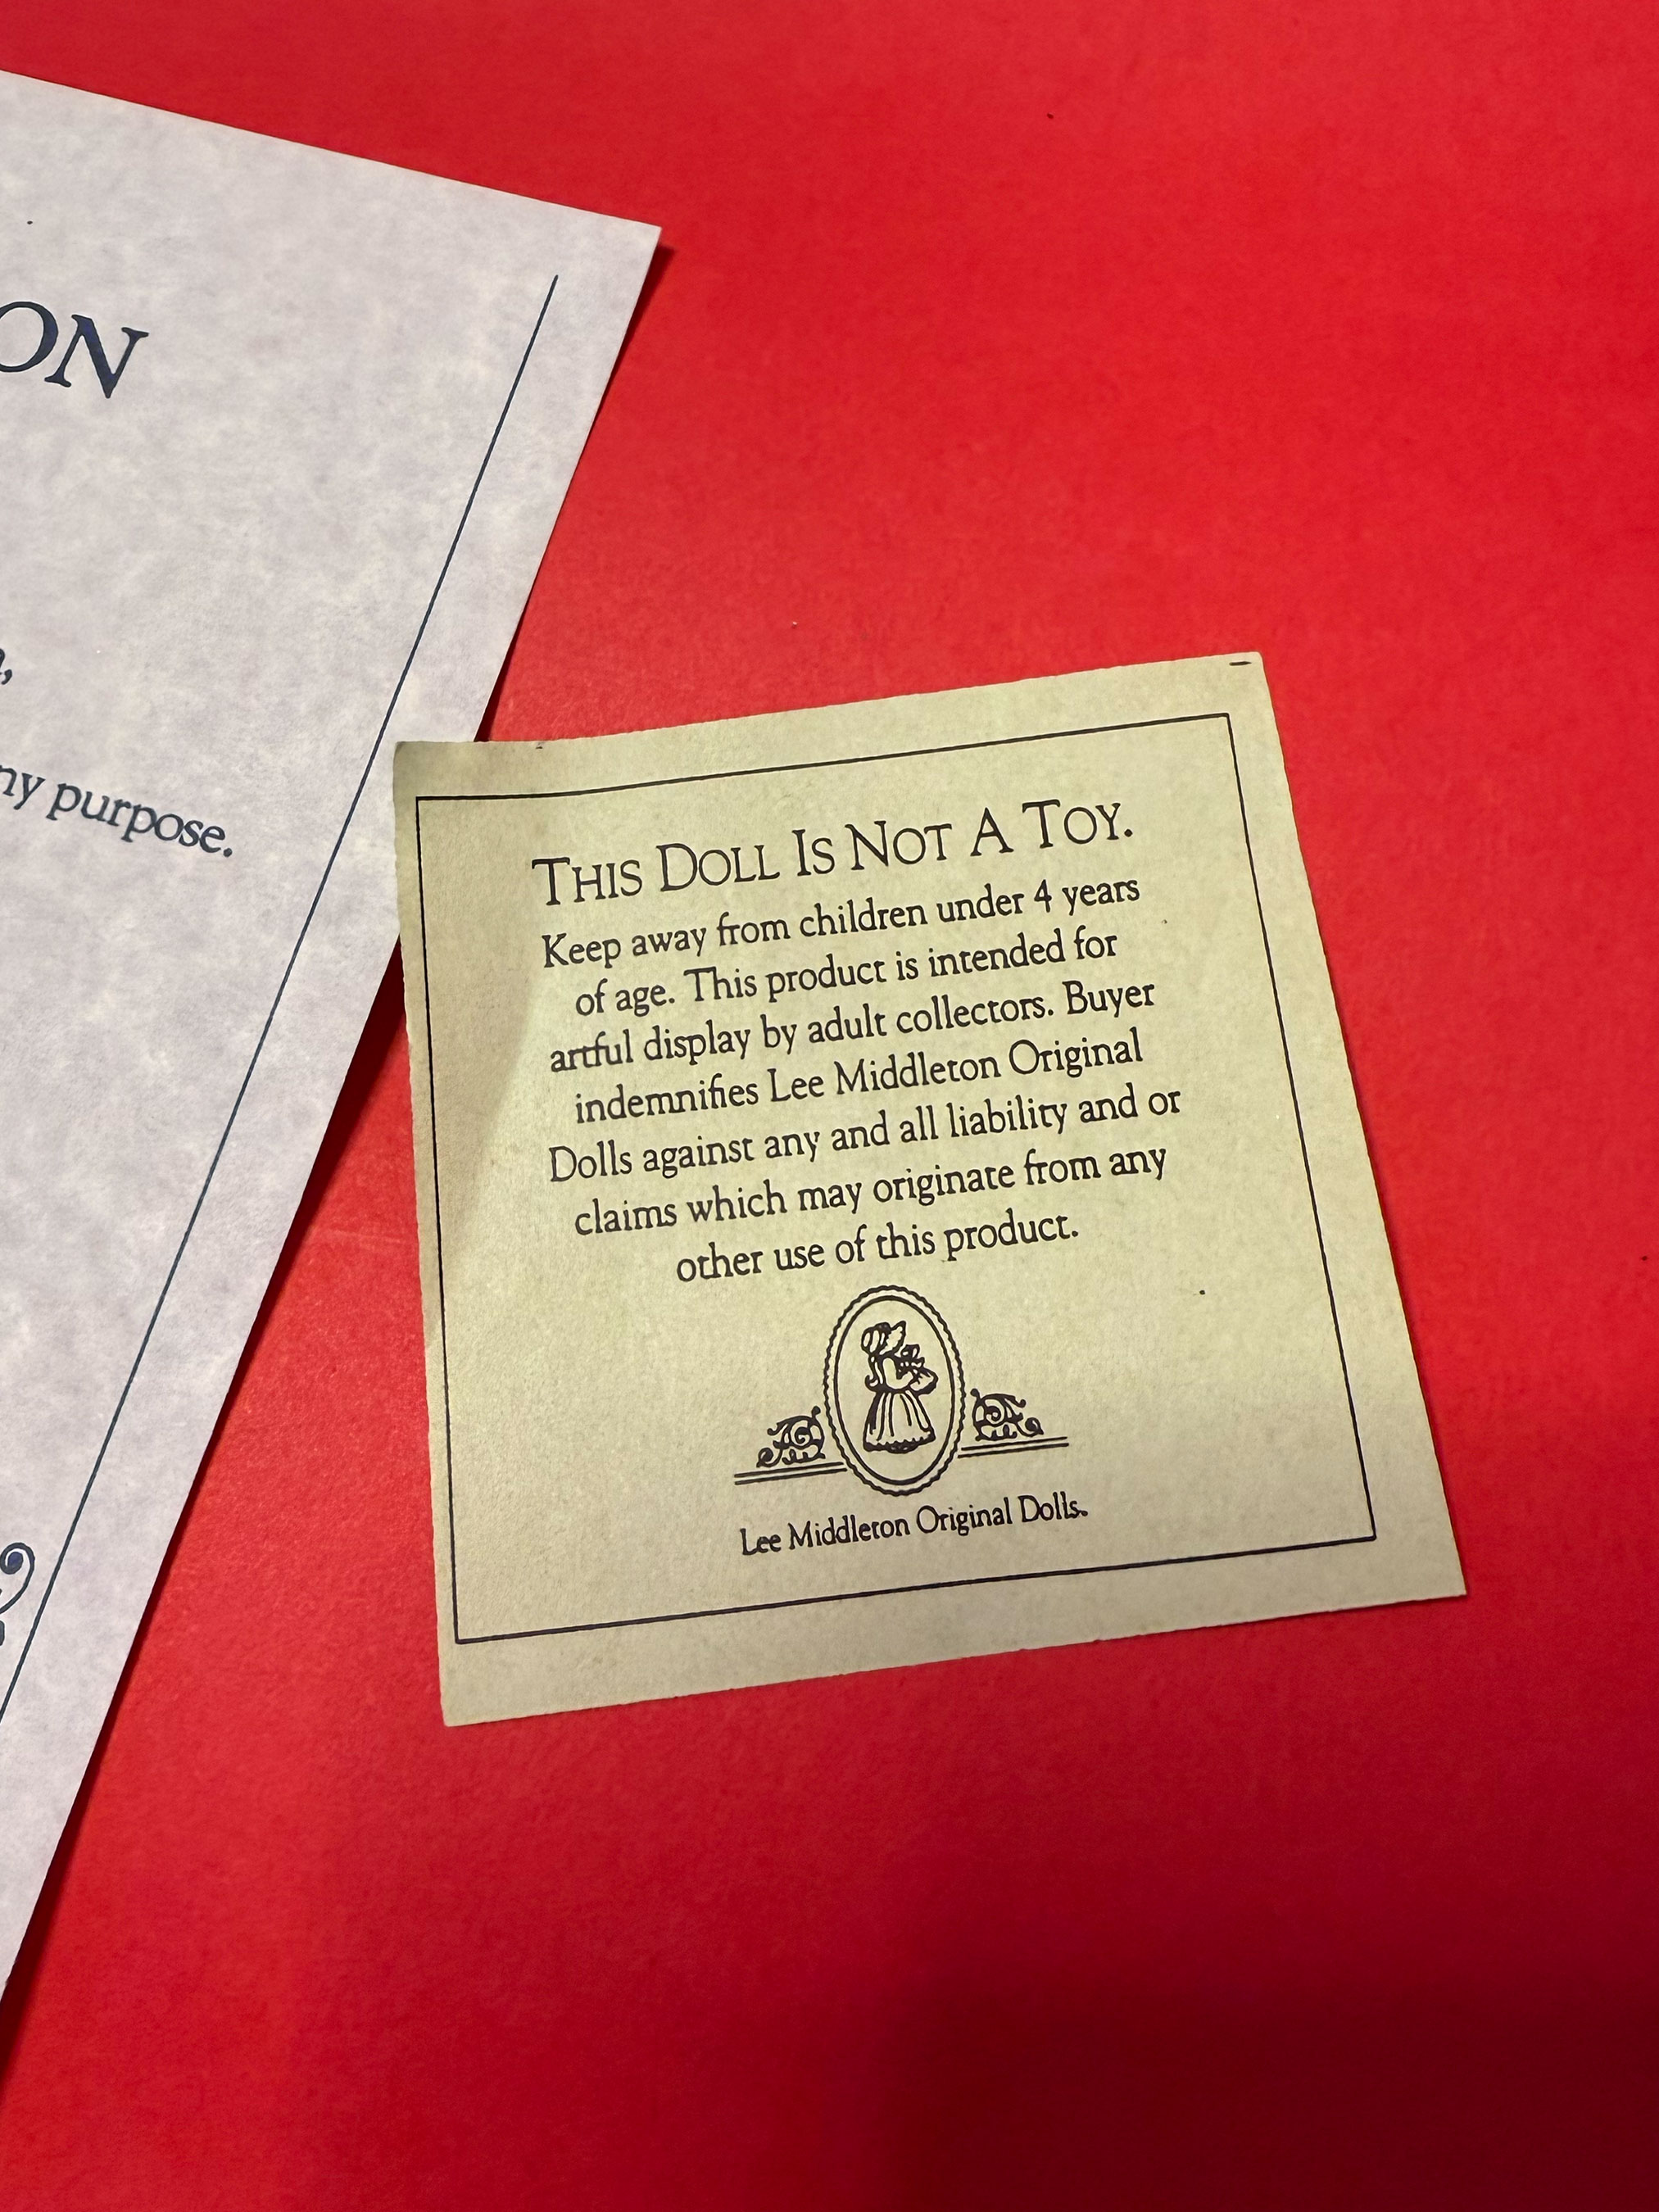 ON
ny purpose.
THIS DOLL IS NOT A TOY.
Keep away from children under 4 years
of age. This product is intended for
artful display by adult collectors. Buyer
indemnifies Lee Middleton Original
Dolls against any and all liability and or
claims which may originate from any
other use of this product.
Lee Middleton Original Dolls.